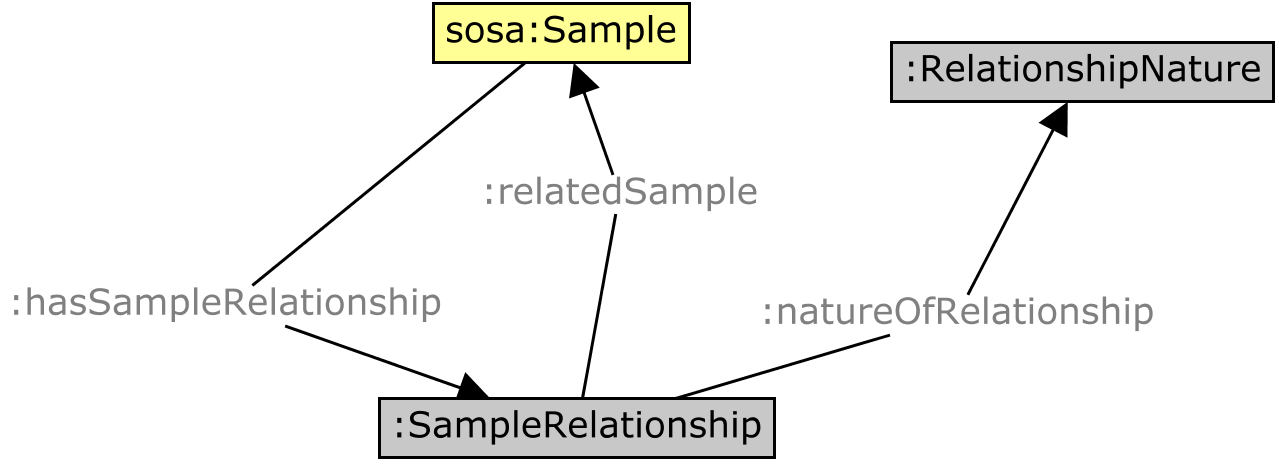 sosa:Sample
:RelationshipNature
:relatedSample
:hasSampleRelationship
:natureOfRelationship
:SampleRelationship